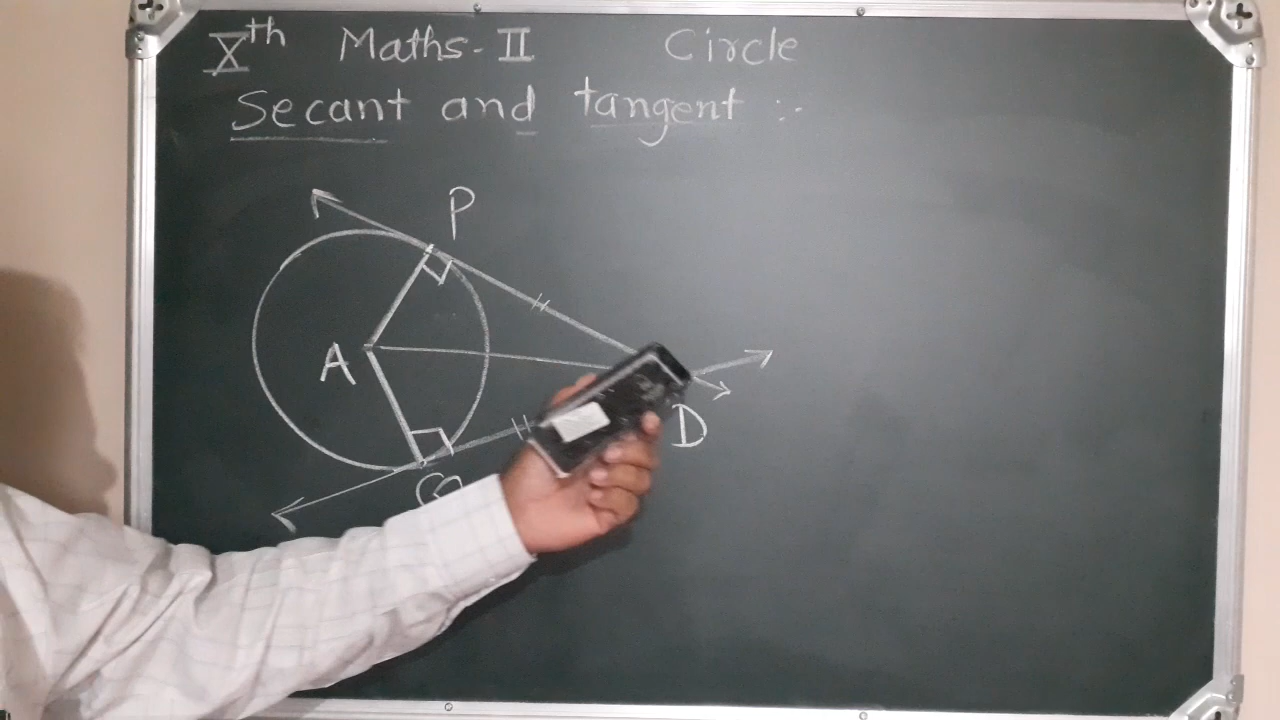 Xth Maths-II Circle
Secant and tangent :-
P
A
D
Q